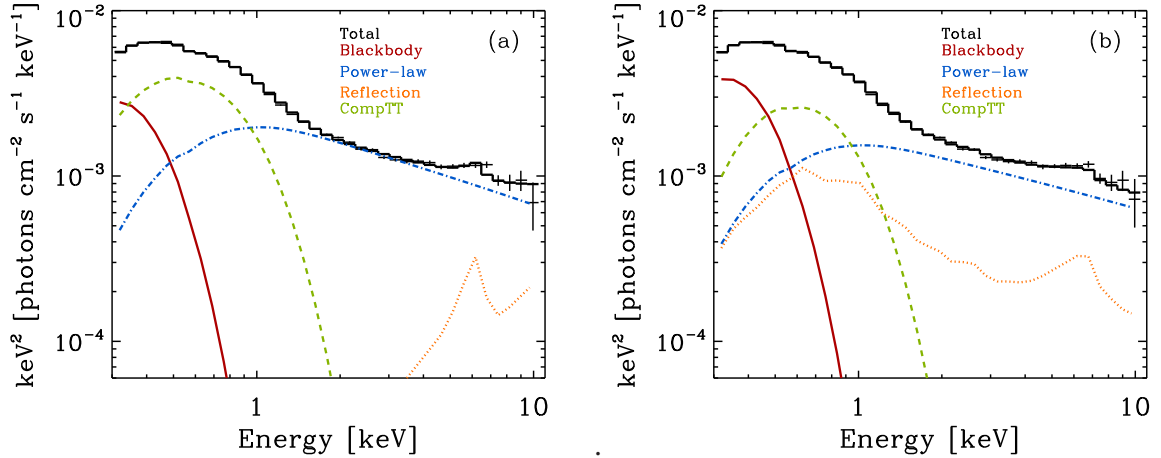 10⁻²
10⁻³
10⁻⁴
keV² [photons cm⁻² s⁻¹ keV⁻¹]
Total
Blackbody
Power-law
Reflection
CompTT
(a)
1
10
Energy [keV]
.
10⁻²
10⁻³
10⁻⁴
keV² [photons cm⁻² s⁻¹ keV⁻¹]
Total
Blackbody
Power-law
Reflection
CompTT
(b)
1
10
Energy [keV]